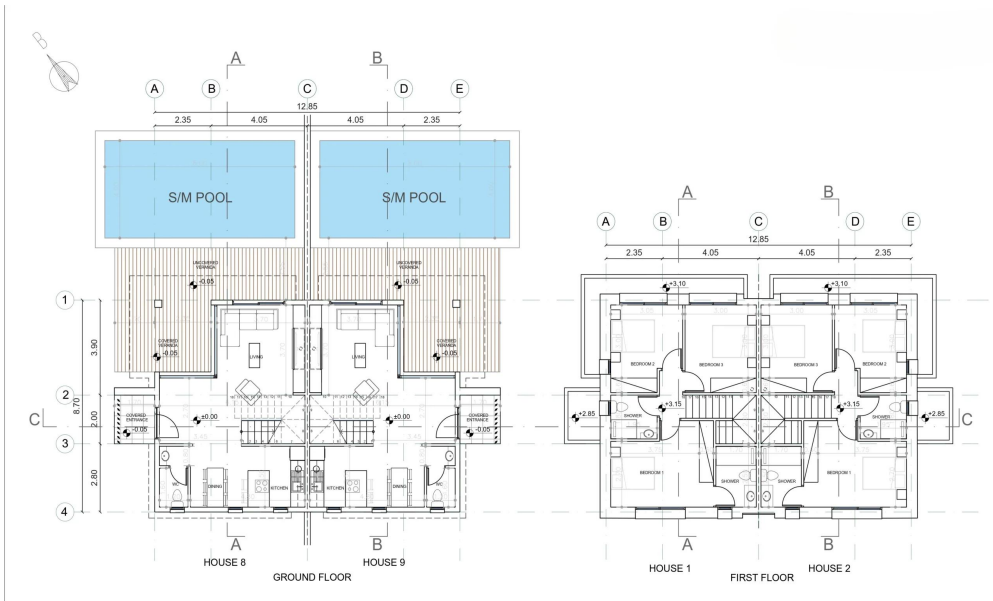 B
A
B
A
B
C
D
E
12.85
2.35
4.05
4.05
2.35
S/M POOL
S/M POOL
UNCOVERED
VERANDA
-0.05
UNCOVERED
VERANDA
-0.05
1
COVERED
VERANDA
-0.05
COVERED
VERANDA
-0.05
LIVING
LIVING
3.90
2
8.70
2.00
C
COVERED
ENTRANCE
-0.05
±0.00
±0.00
COVERED
ENTRANCE
-0.05
3
2.80
WC
DINING
KITCHEN
KITCHEN
DINING
WC
4
A
B
HOUSE 8
HOUSE 9
GROUND FLOOR
A
B
A
B
C
D
E
12.85
2.35
4.05
4.05
2.35
+3.10
+3.10
BEDROOM 2
BEDROOM 3
BEDROOM 3
BEDROOM 2
SHOWER
+3.15
+3.15
SHOWER
+2.85
+2.85
C
BEDROOM 1
SHOWER
SHOWER
BEDROOM 1
A
B
HOUSE 1
HOUSE 2
FIRST FLOOR